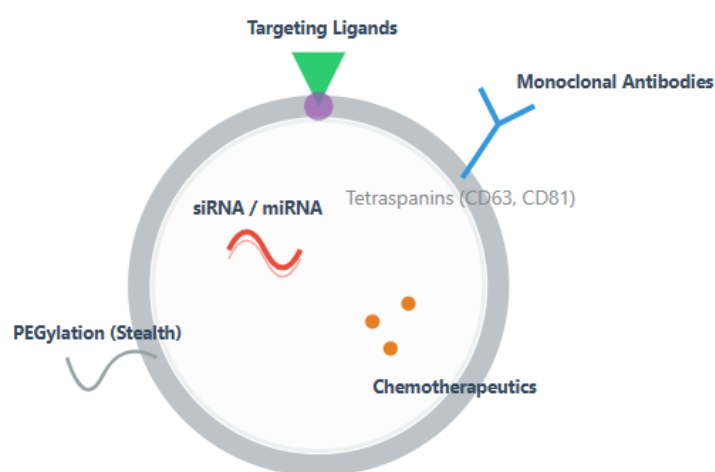 Targeting Ligands
Monoclonal Antibodies
Tetraspanins (CD63, CD81)
siRNA / miRNA
PEGylation (Stealth)
Chemotherapeutics